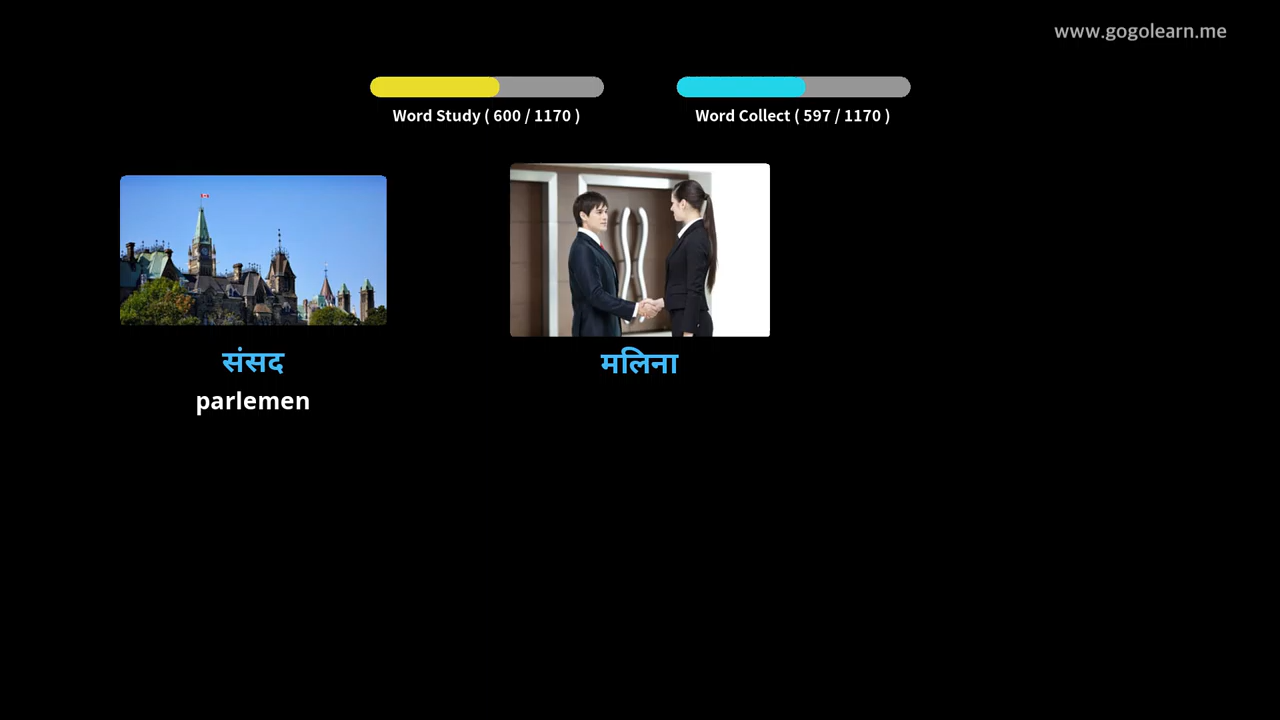 www.gogolearn.me
Word Study ( 600 / 1170 )
Word Collect ( 597 / 1170 )
संसद
parlemen
मलिना